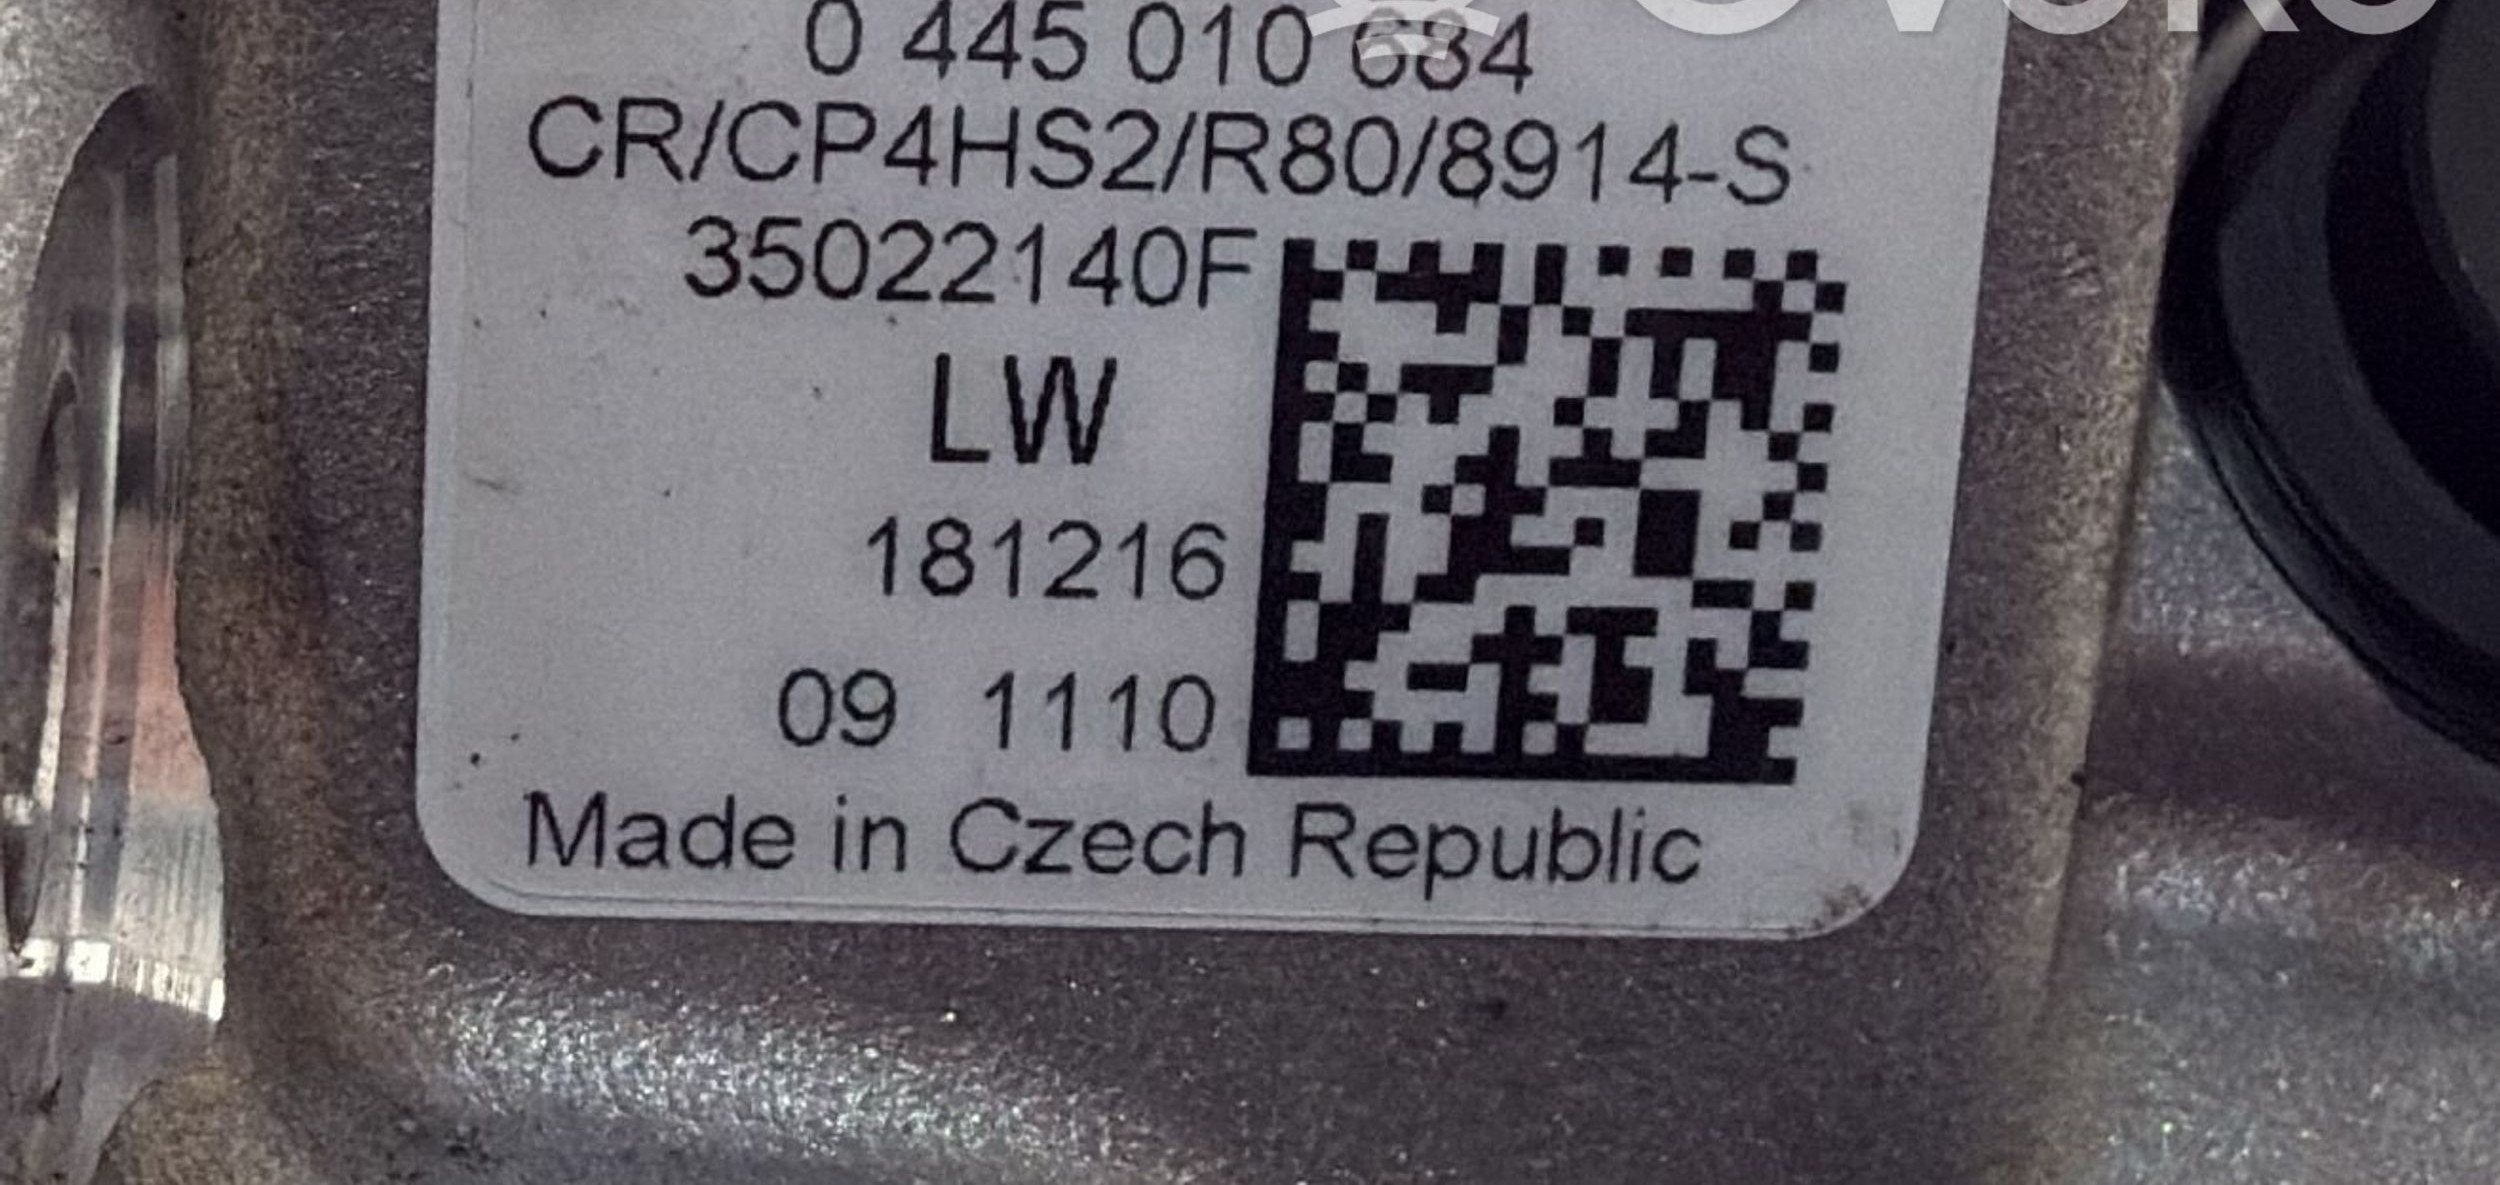 0 445 010 684
CR/CP4HS2/R80/8914-S
35022140F
LW
181216
09 1110
Made in Czech Republic